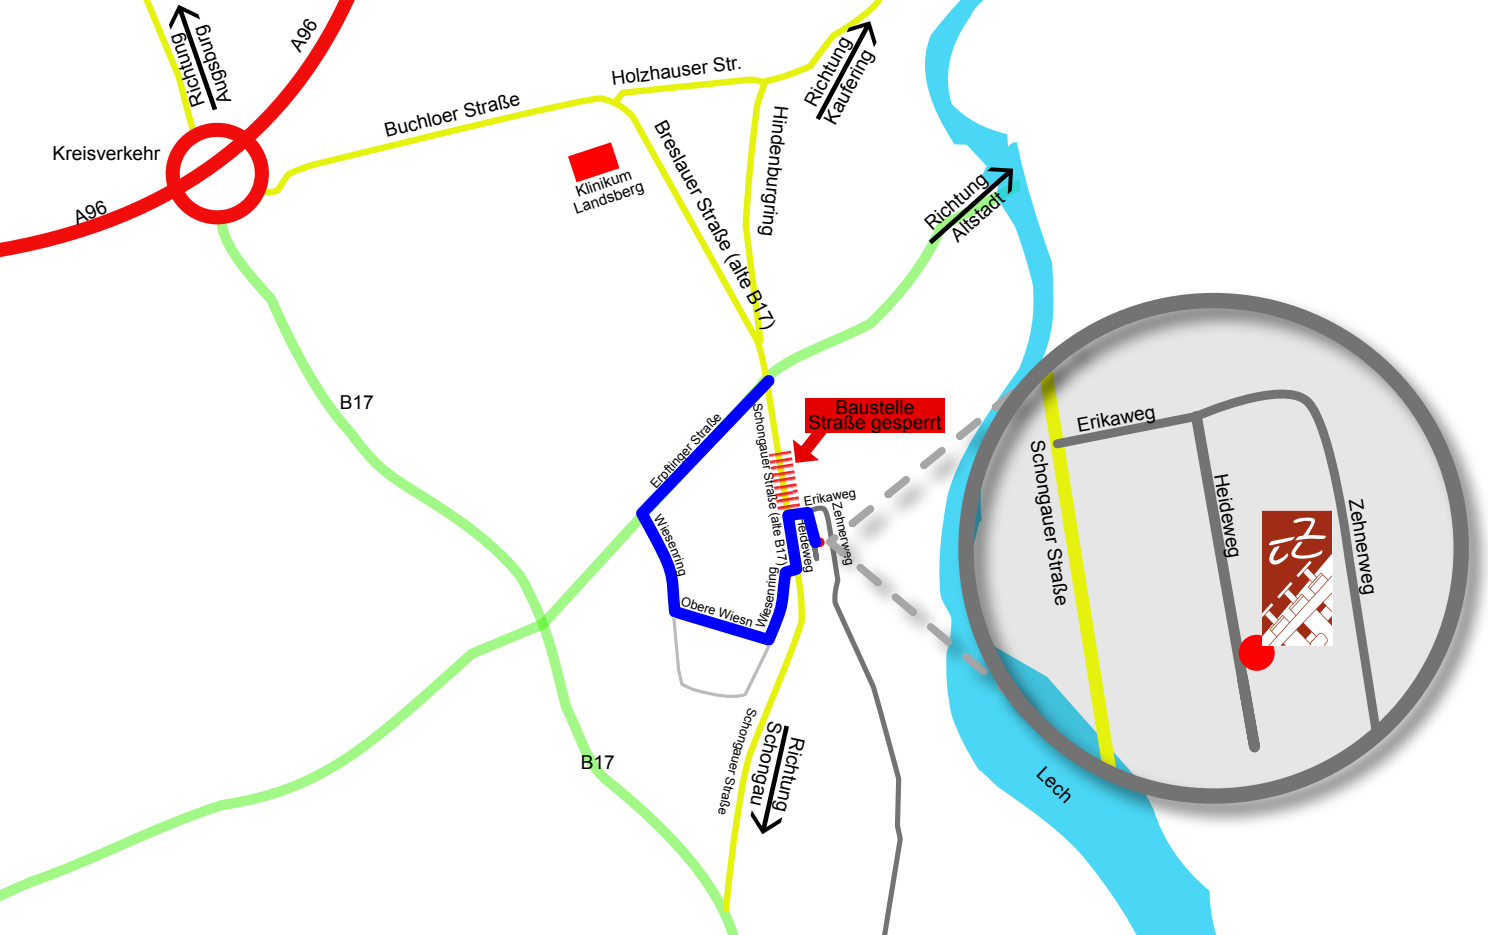 Richtung
Augsburg
A96
Kreisverkehr
A96
Buchloer Straße
Holzhauser Str.
Richtung
Kaufering
Klinikum
Landsberg
Breslauer Straße (alte B17)
Hindenburgring
Richtung
Altstadt
B17
Baustelle
Straße gesperrt
Erpftinger Straße
Schongauer Straße (alte B17)
Erikaweg
Heideweg
Zehnerweg
Wiesenring
Obere Wiesn
Wiesenring
B17
Schongauer Straße
Richtung
Schongau
Lech
Erikaweg
Schongauer Straße
Heideweg
Zehnerweg